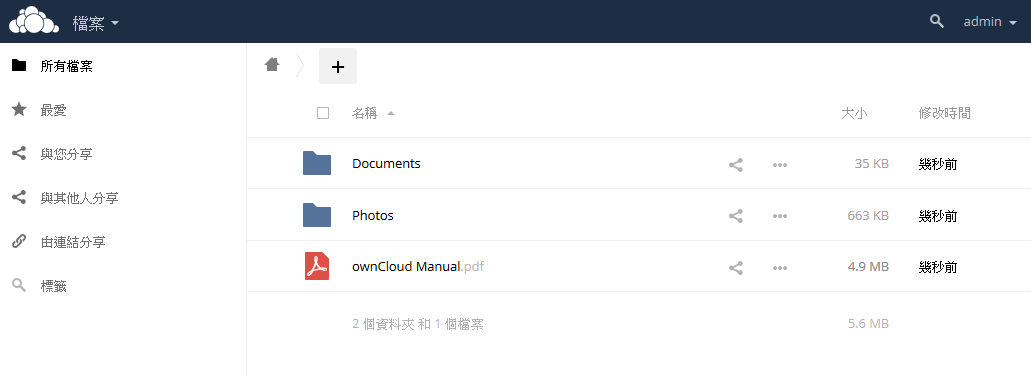 檔案 admin
所有檔案
最愛
與您分享
與其他人分享
由連結分享
標籤
+
名稱 大小 修改時間
Documents 35 KB 幾秒前
Photos 663 KB 幾秒前
ownCloud Manual.pdf 4.9 MB 幾秒前
2 個資料夾 和 1 個檔案 5.6 MB